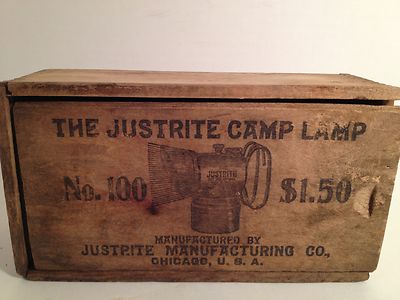 THE JUSTRITE CAMP LAMP
No. 100 JUSTRITE $1.50
MANUFACTURED BY
JUSTRITE MANUFACTURING CO.,
CHICAGO, U. S. A.